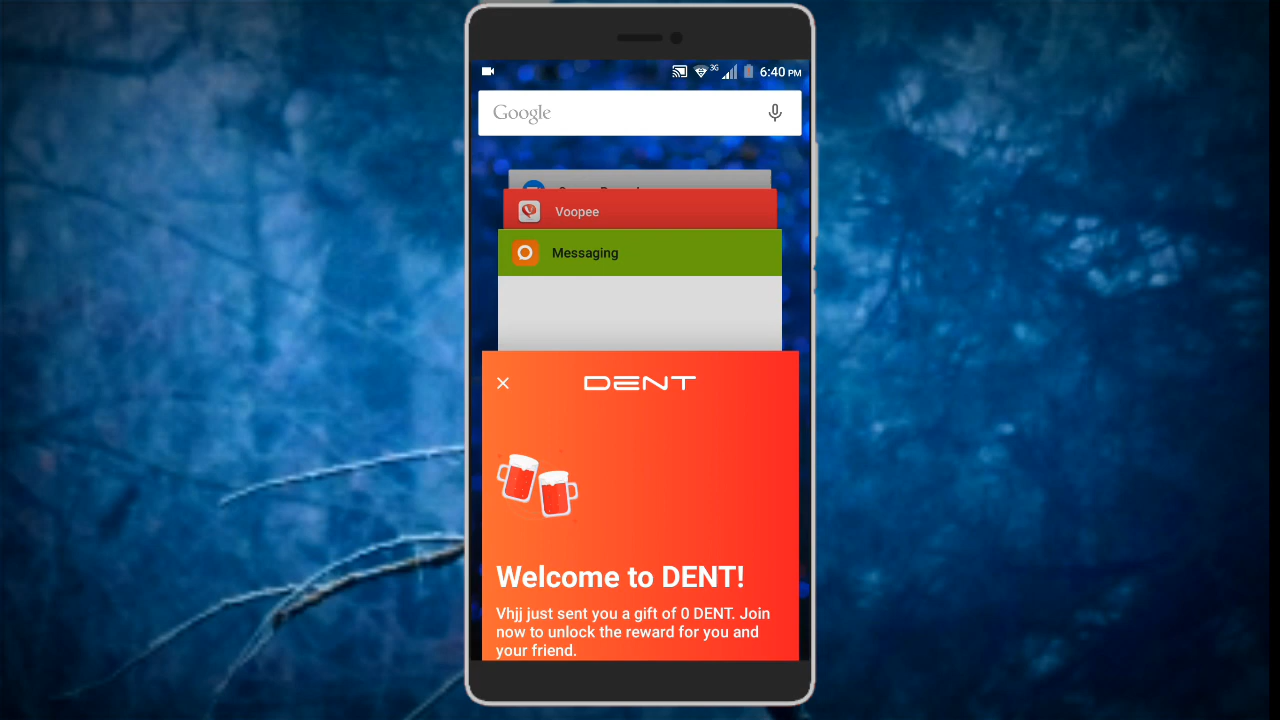 3G 6:40 PM
Google
Voopee
Messaging
DENT
Welcome to DENT!
Vhjj just sent you a gift of 0 DENT. Join
now to unlock the reward for you and
your friend.